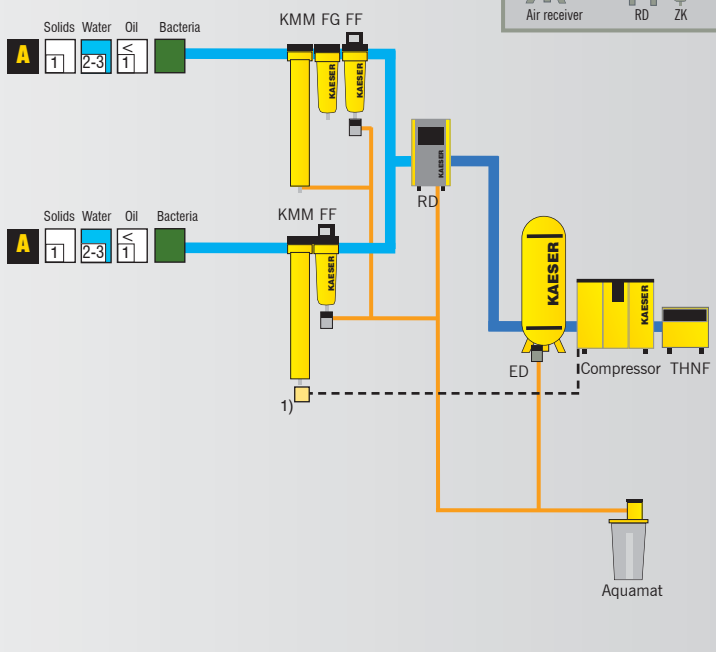 Air receiver RD ZK
KMM FG FF
Solids Water Oil Bacteria
A 1 2-3 < 1
KAESER KAESER
KAESER
RD
Solids Water Oil Bacteria
KMM FF
A 1 2-3 < 1
KAESER
KAESER
KAESER
ED Compressor THNF
1)
Aquamat